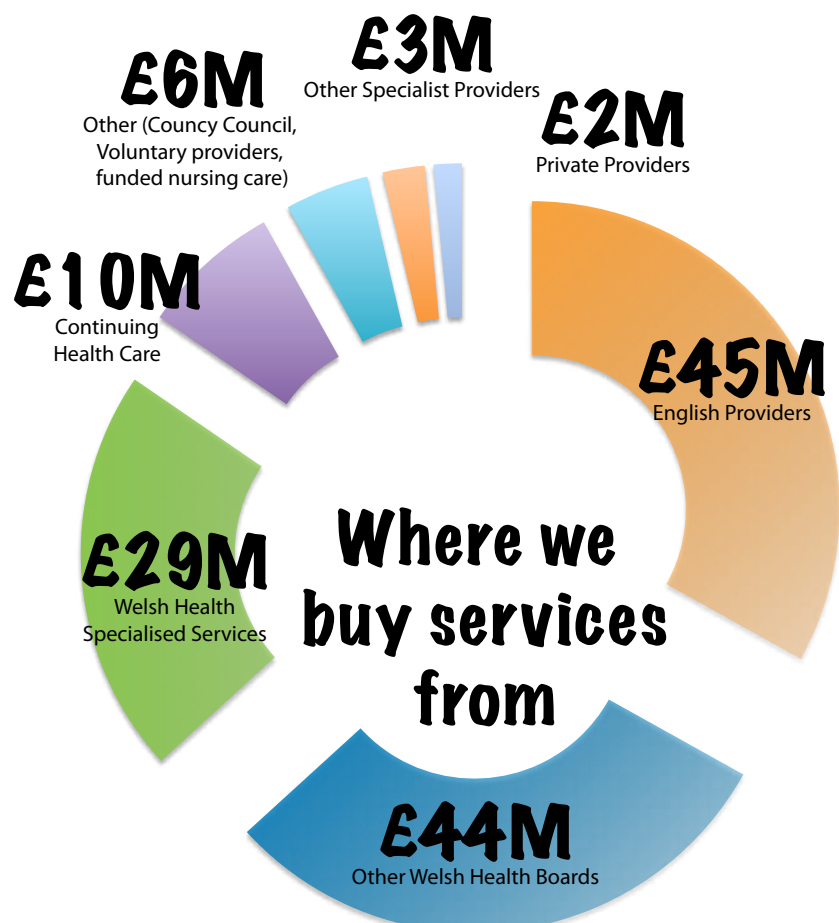 £3M
Other Specialist Providers
£6M
Other (Councy Council,
Voluntary providers,
funded nursing care)
£2M
Private Providers
£10M
Continuing
Health Care
£45M
English Providers
£29M
Welsh Health
Specialised Services
Where we
buy services
from
£44M
Other Welsh Health Boards